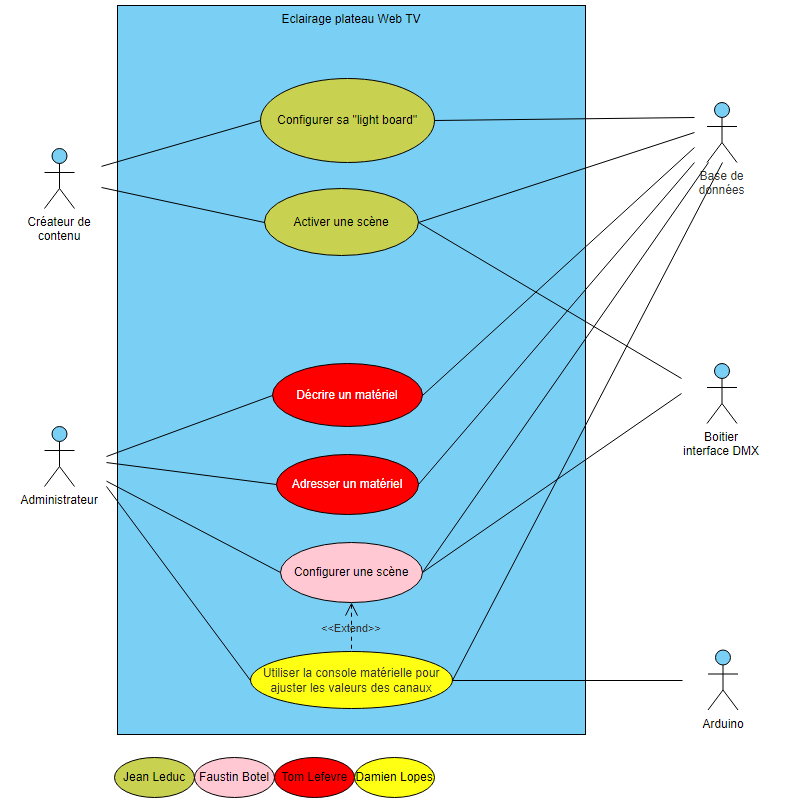 Eclairage plateau Web TV
Configurer sa "light board"
Base de
données
Créateur de
contenu
Activer une scène
Décrire un matériel
Boitier
interface DMX
Adresser un matériel
Administrateur
Configurer une scène
<<Extend>>
Utiliser la console matérielle pour
ajuster les valeurs des canaux
Arduino
Jean Leduc
Faustin Botel
Tom Lefevre
Damien Lopes